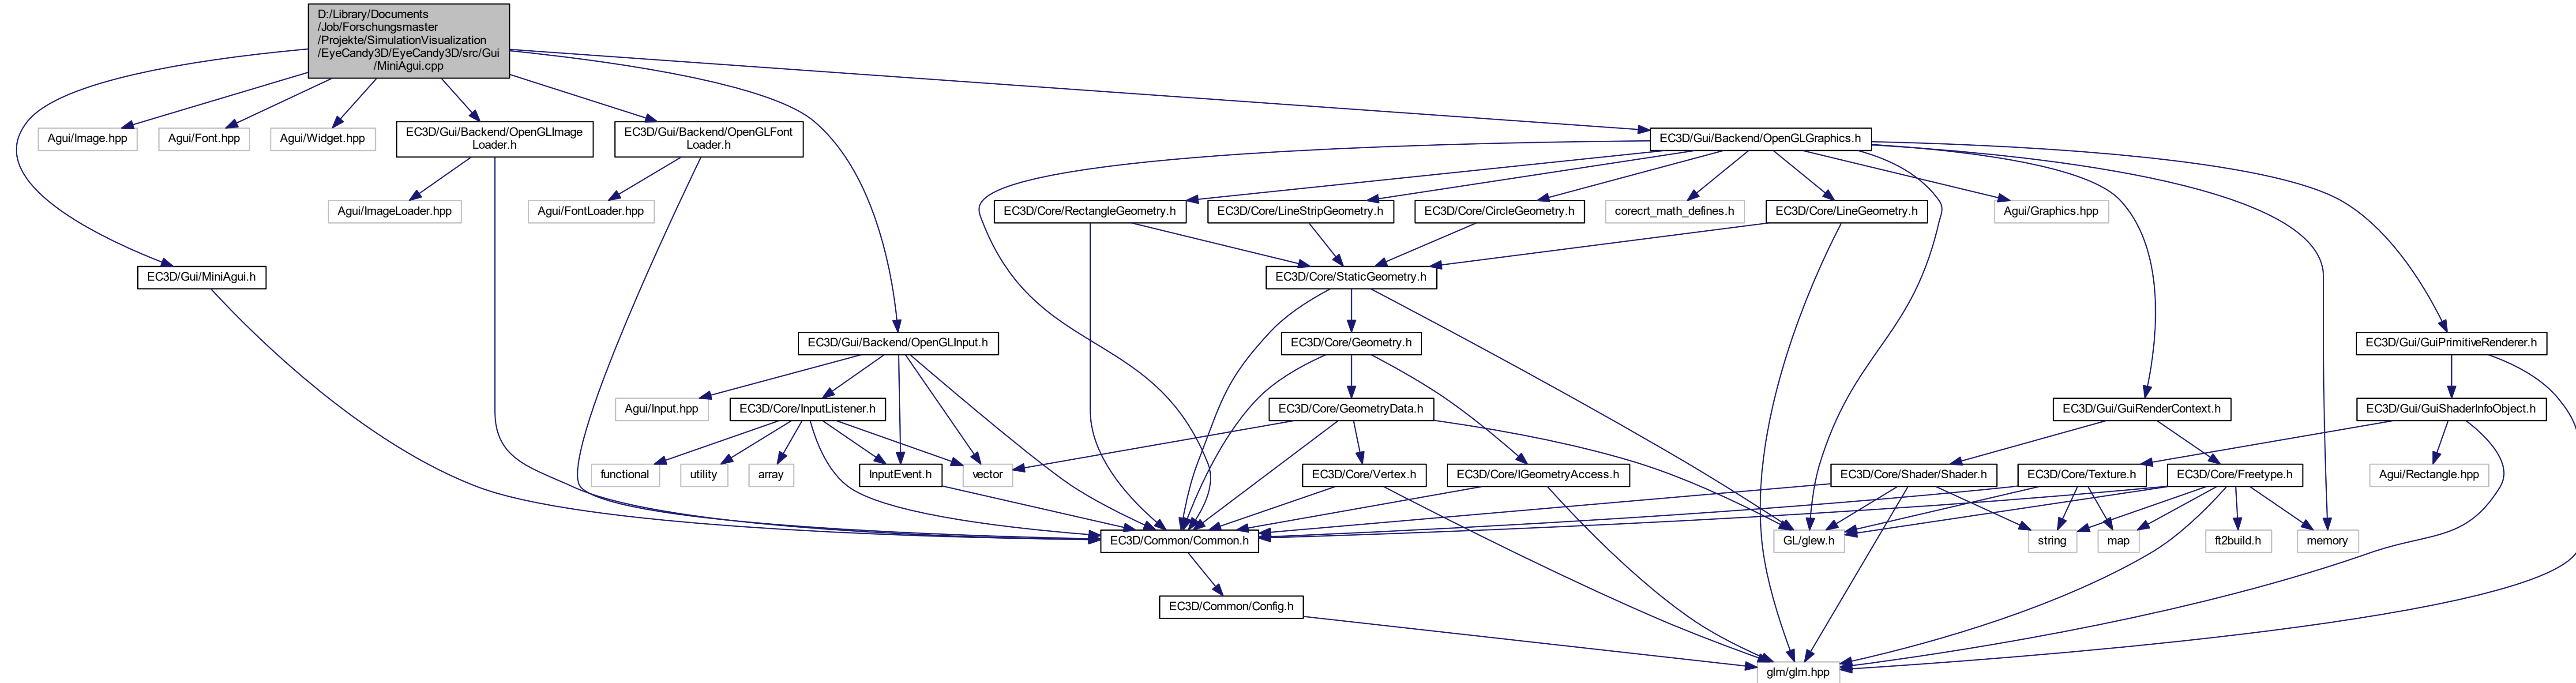 D:/Library/Documents
/Job/Forschungsmaster
/Projekte/SimulationVisualization
/EyeCandy3D/EyeCandy3D/src/Gui
/MiniAgui.cpp
Agui/Image.hpp
Agui/Font.hpp
Agui/Widget.hpp
EC3D/Gui/Backend/OpenGLImage
Loader.h
EC3D/Gui/Backend/OpenGLFont
Loader.h
EC3D/Gui/Backend/OpenGLGraphics.h
Agui/ImageLoader.hpp
Agui/FontLoader.hpp
EC3D/Core/RectangleGeometry.h
EC3D/Core/LineStripGeometry.h
EC3D/Core/CircleGeometry.h
corecrt_math_defines.h
EC3D/Core/LineGeometry.h
Agui/Graphics.hpp
EC3D/Gui/MiniAgui.h
EC3D/Core/StaticGeometry.h
EC3D/Gui/Backend/OpenGLInput.h
EC3D/Core/Geometry.h
EC3D/Gui/GuiPrimitiveRenderer.h
Agui/Input.hpp
EC3D/Core/InputListener.h
EC3D/Core/GeometryData.h
EC3D/Gui/GuiRenderContext.h
EC3D/Gui/GuiShaderInfoObject.h
functional
utility
array
InputEvent.h
vector
EC3D/Core/Vertex.h
EC3D/Core/IGeometryAccess.h
EC3D/Core/Shader/Shader.h
EC3D/Core/Texture.h
EC3D/Core/Freetype.h
Agui/Rectangle.hpp
EC3D/Common/Common.h
GL/glew.h
string
map
ft2build.h
memory
EC3D/Common/Config.h
glm/glm.hpp